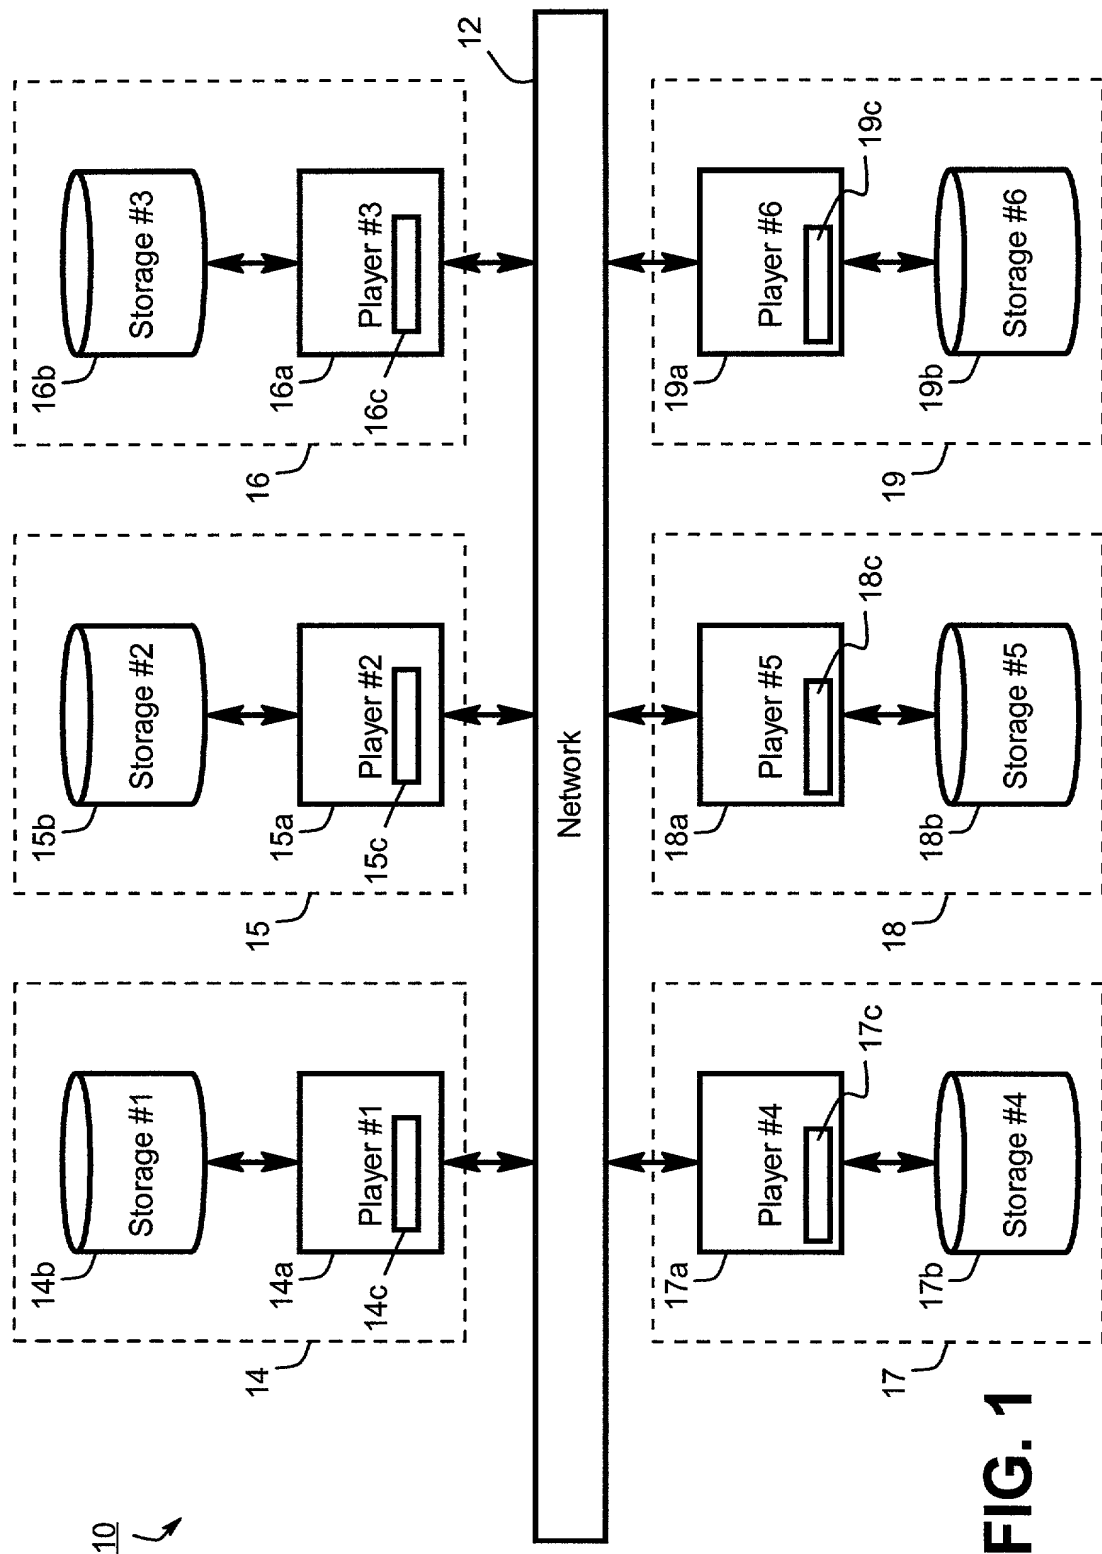 10
14b
Storage #1
14a
Player #1
14c
14
15b
Storage #2
15a
Player #2
15c
15
16b
Storage #3
16a
Player #3
16c
16
12
Network
17a
Player #4
17c
17b
Storage #4
17
18a
Player #5
18c
18b
Storage #5
18
19a
Player #6
19c
19b
Storage #6
19
FIG. 1